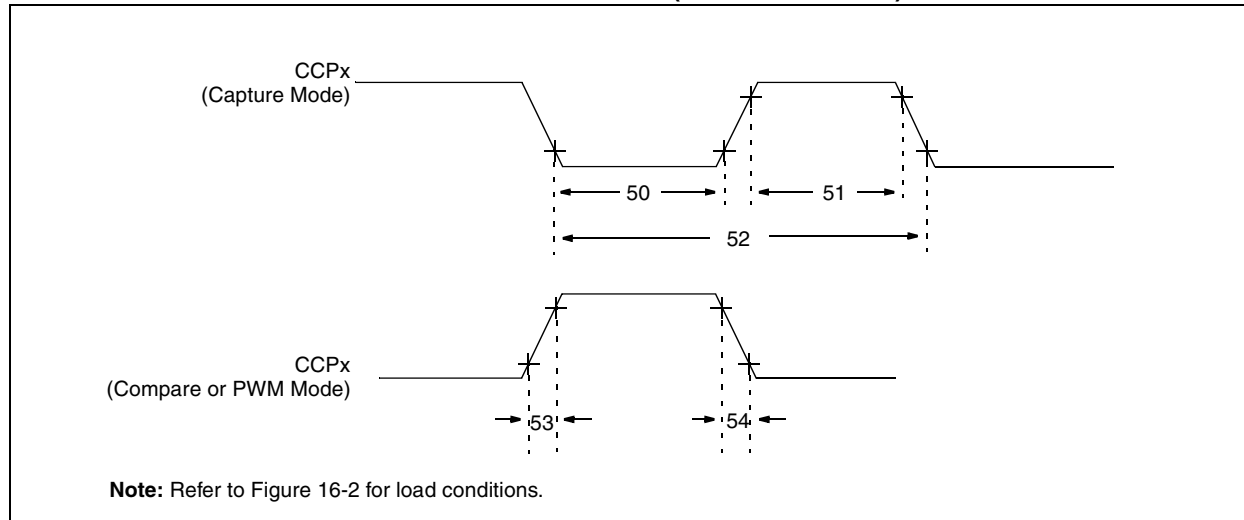 CCPx
(Capture Mode)
50
51
52
CCPx
(Compare or PWM Mode)
53
54
Note: Refer to Figure 16-2 for load conditions.